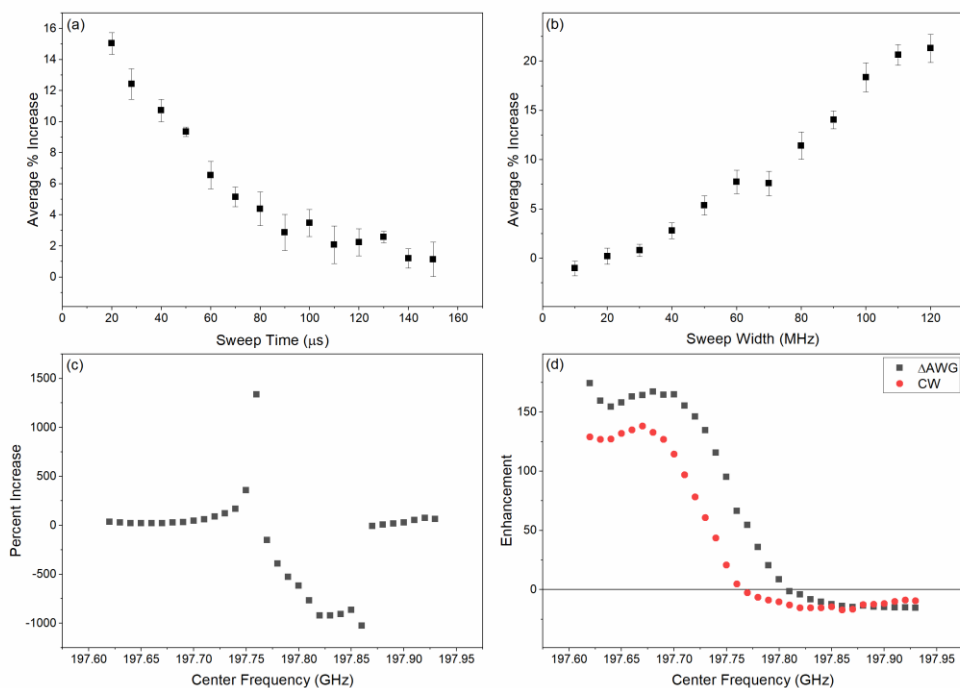 (a)
16
14
12
10
8
6
4
2
0
Average % Increase
0 20 40 60 80 100 120 140 160
Sweep Time (μs)
(b)
20
15
10
5
0
Average % Increase
0 20 40 60 80 100 120
Sweep Width (MHz)
(c)
1500
1000
500
0
-500
-1000
Percent Increase
197.60 197.65 197.70 197.75 197.80 197.85 197.90 197.95
Center Frequency (GHz)
(d)
ΔAWG
CW
150
100
50
0
Enhancement
197.60 197.65 197.70 197.75 197.80 197.85 197.90 197.95
Center Frequency (GHz)